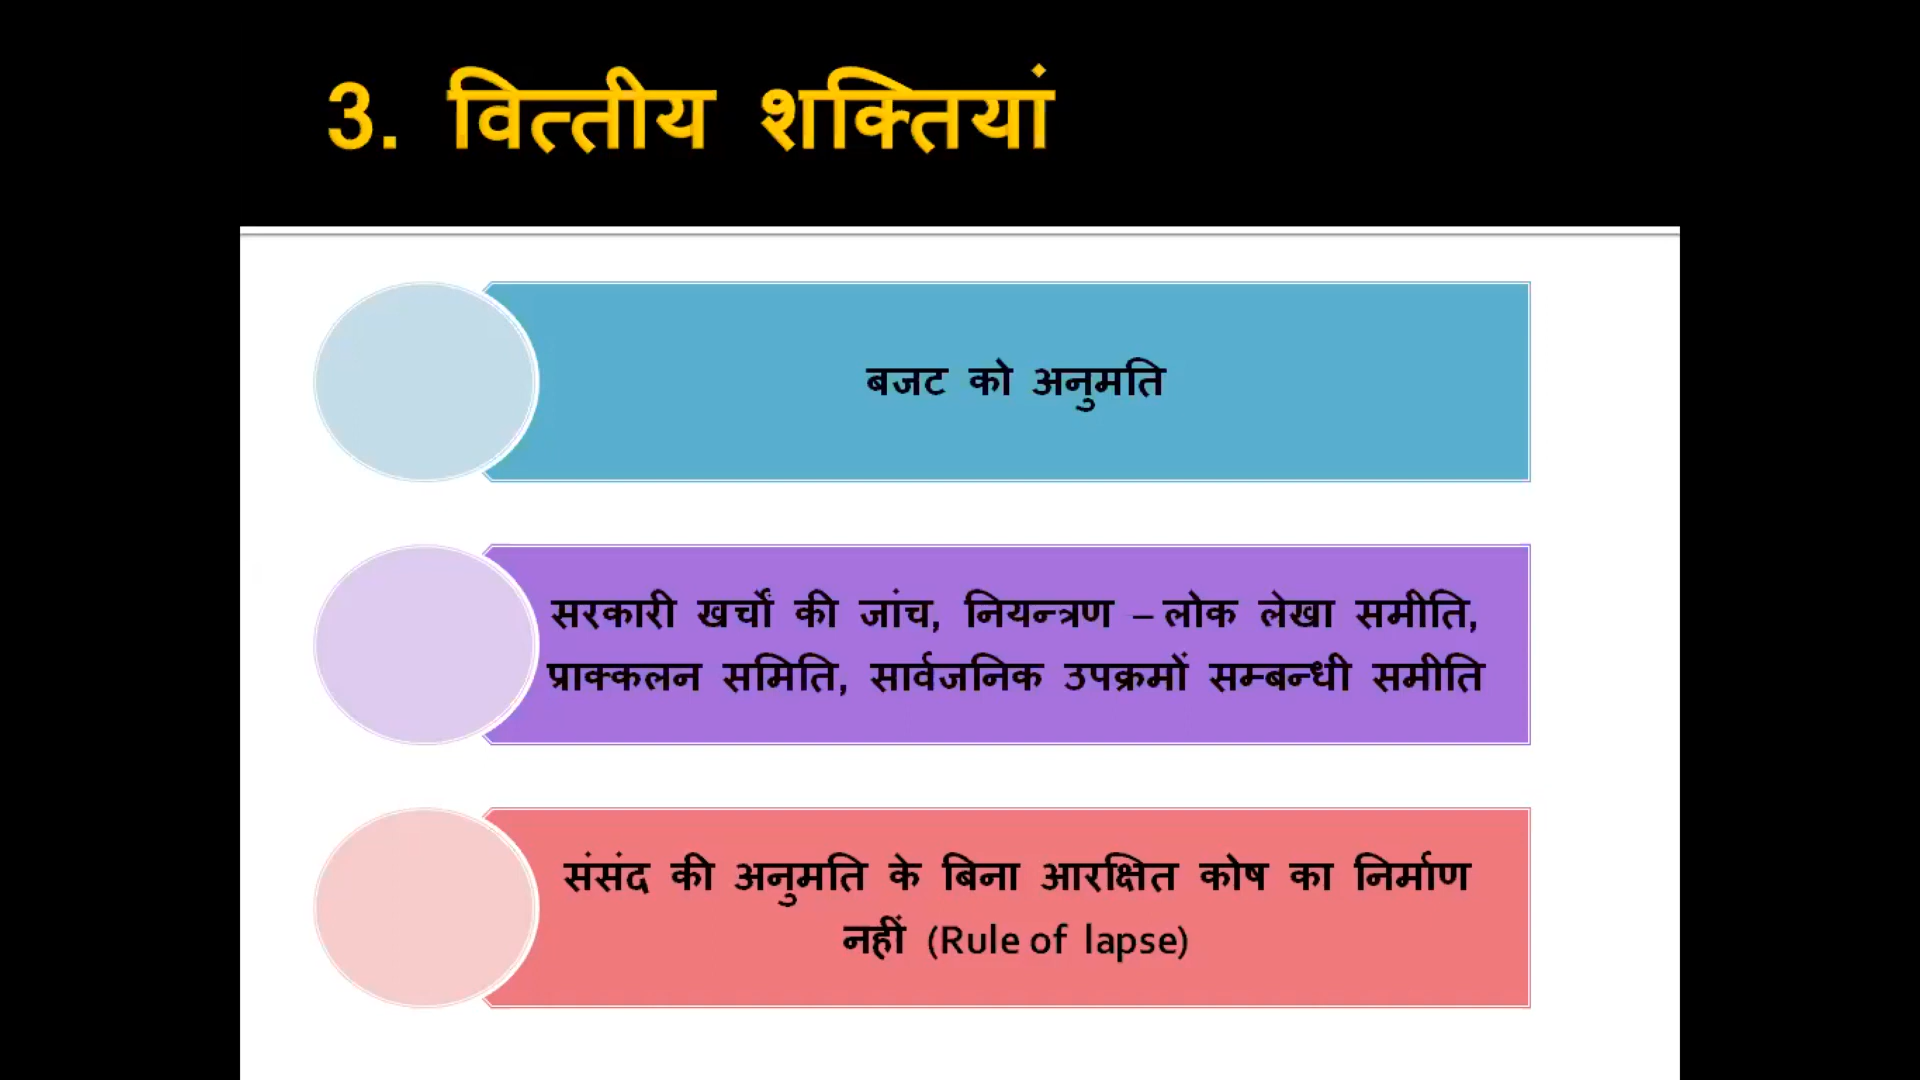 3. वित्तीय शक्तियां
बजट को अनुमति
सरकारी खर्चों की जांच, नियन्त्रण – लोक लेखा समीति,
प्राक्कलन समिति, सार्वजनिक उपक्रमों सम्बन्धी समीति
संसंद की अनुमति के बिना आरक्षित कोष का निर्माण
नहीं (Rule of lapse)